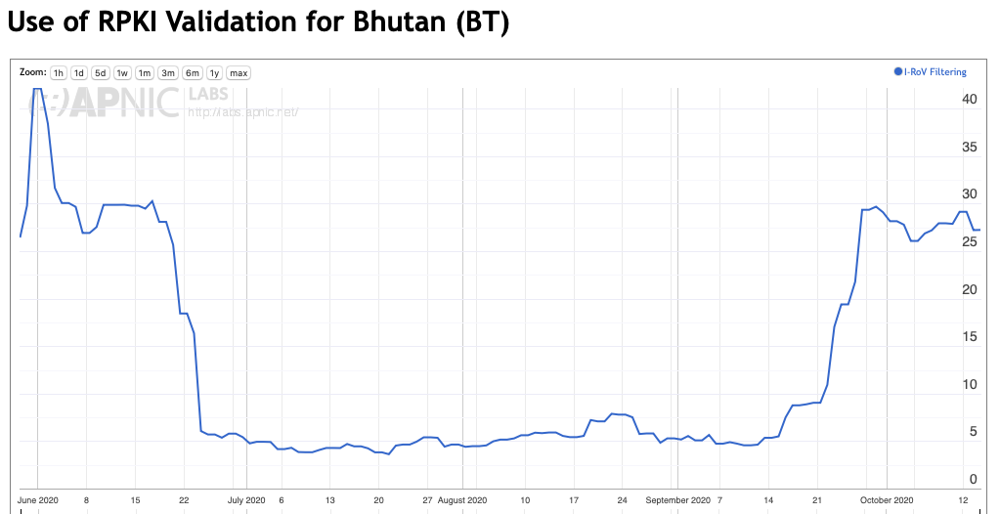 Use of RPKI Validation for Bhutan (BT)
Zoom: 1h 1d 5d 1w 1m 3m 6m 1y max
I-RoV Filtering
APNIC LABS
http://labs.apnic.net/
40
35
30
25
20
15
10
5
0
June 2020 8 15 22 July 2020 6 13 20 27 August 2020 10 17 24 September 2020 7 14 21 October 2020 12